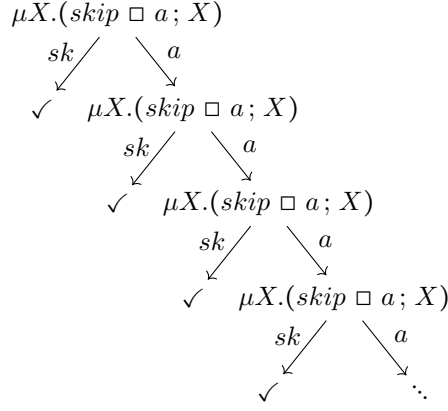 μX.(skip □ a ; X)
sk a
✓ μX.(skip □ a ; X)
sk a
✓ μX.(skip □ a ; X)
sk a
✓ μX.(skip □ a ; X)
sk a
✓ ⋱